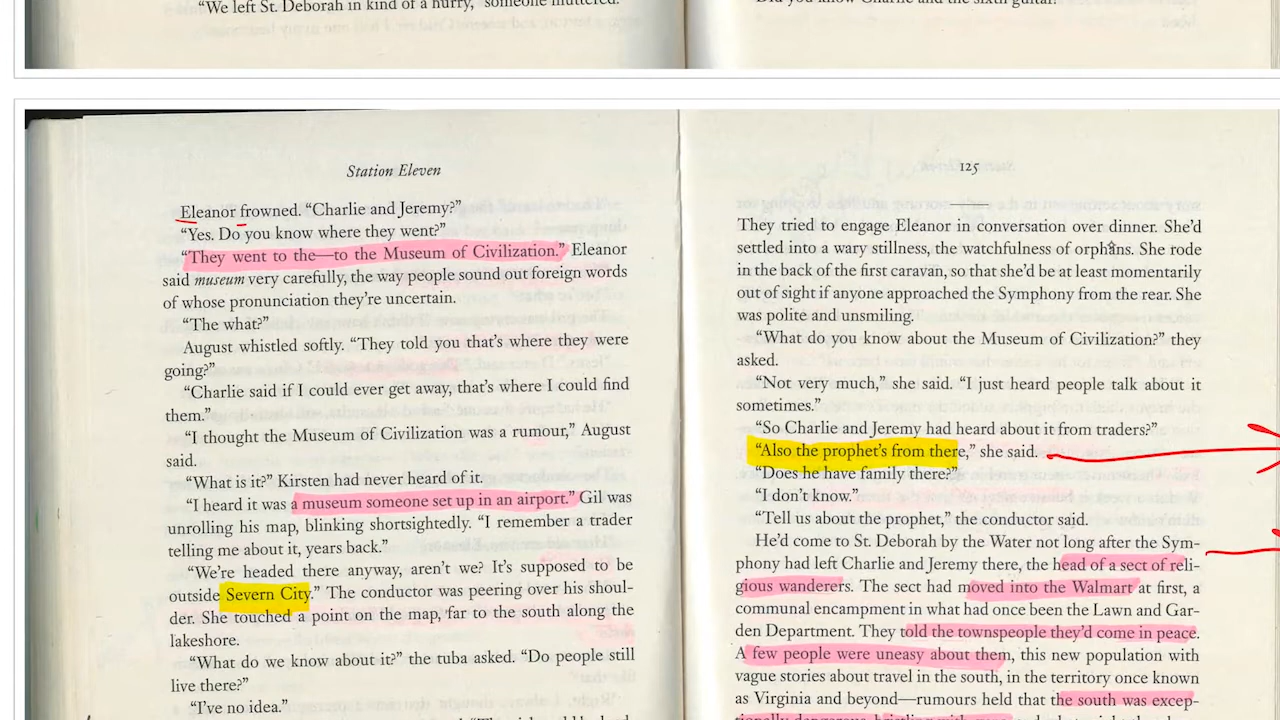 “We left St. Deborah in kind of a hurry,” someone muttered.
Did you know Charlie and the sixth guitar?
Station Eleven
Eleanor frowned. “Charlie and Jeremy?”
“Yes. Do you know where they went?”
“They went to the—to the Museum of Civilization.” Eleanor
said museum very carefully, the way people sound out foreign words
of whose pronunciation they’re uncertain.
“The what?”
August whistled softly. “They told you that’s where they were
going?”
“Charlie said if I could ever get away, that’s where I could find
them.”
“I thought the Museum of Civilization was a rumour,” August
said.
“What is it?” Kirsten had never heard of it.
“I heard it was a museum someone set up in an airport.” Gil was
unrolling his map, blinking shortsightedly. “I remember a trader
telling me about it, years back.”
“We’re headed there anyway, aren’t we? It’s supposed to be
outside Severn City.” The conductor was peering over his shoul-
der. She touched a point on the map, far to the south along the
lakeshore.
“What do we know about it?” the tuba asked. “Do people still
live there?”
“I’ve no idea.”
125
They tried to engage Eleanor in conversation over dinner. She’d
settled into a wary stillness, the watchfulness of orphans. She rode
in the back of the first caravan, so that she’d be at least momentarily
out of sight if anyone approached the Symphony from the rear. She
was polite and unsmiling.
“What do you know about the Museum of Civilization?” they
asked.
“Not very much,” she said. “I just heard people talk about it
sometimes.”
“So Charlie and Jeremy had heard about it from traders?”
“Also the prophet’s from there,” she said.
“Does he have family there?”
“I don’t know.”
“Tell us about the prophet,” the conductor said.
He’d come to St. Deborah by the Water not long after the Sym-
phony had left Charlie and Jeremy there, the head of a sect of reli-
gious wanderers. The sect had moved into the Walmart at first, a
communal encampment in what had once been the Lawn and Gar-
den Department. They told the townspeople they’d come in peace.
A few people were uneasy about them, this new population with
vague stories about travel in the south, in the territory once known
as Virginia and beyond—rumours held that the south was excep-